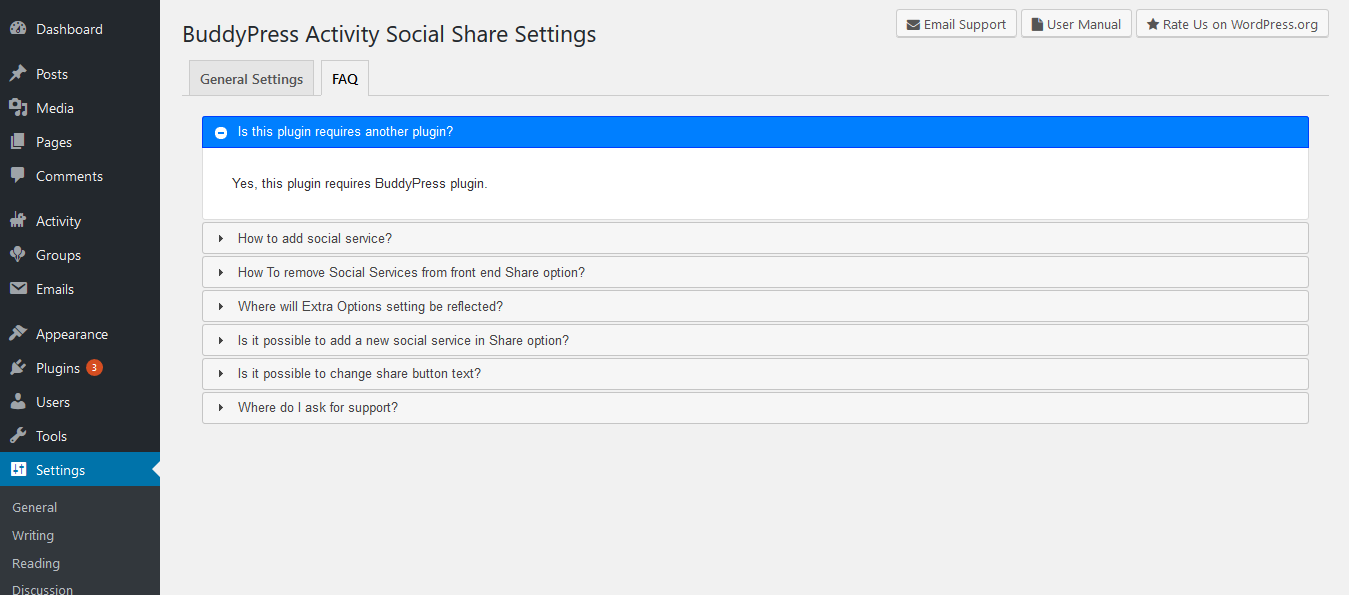 Dashboard
Posts
Media
Pages
Comments
Activity
Groups
Emails
Appearance
Plugins 3
Users
Tools
Settings
General
Writing
Reading
Discussion
BuddyPress Activity Social Share Settings
Email Support
User Manual
Rate Us on WordPress.org
General Settings
FAQ
Is this plugin requires another plugin?
Yes, this plugin requires BuddyPress plugin.
How to add social service?
How To remove Social Services from front end Share option?
Where will Extra Options setting be reflected?
Is it possible to add a new social service in Share option?
Is it possible to change share button text?
Where do I ask for support?